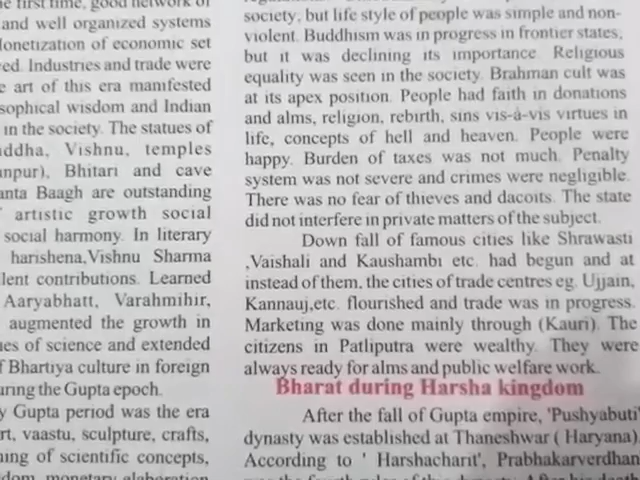 the first time, good network of
and well organized systems
Monetization of economic set
Industries and trade were
art of this era manifested
wisdom and Indian
in the society. The statues of
Vishnu, temples
Bhitari and cave
Baagh are outstanding
artistic growth social
social harmony. In literary
harishena,Vishnu Sharma
contributions. Learned
Aaryabhatt, Varahmihir,
augmented the growth in
of science and extended
Bhartiya culture in foreign
the Gupta epoch.
Gupta period was the era
vaastu, sculpture, crafts,
of scientific concepts,
monetary elaboration
society, but life style of people was simple and non-
violent. Buddhism was in progress in frontier states,
but it was declining its importance. Religious
equality was seen in the society. Brahman cult was
at its apex position. People had faith in donations
and alms, religion, rebirth, sins vis-à-vis virtues in
life, concepts of hell and heaven. People were
happy. Burden of taxes was not much. Penalty
system was not severe and crimes were negligible.
There was no fear of thieves and dacoits. The state
did not interfere in private matters of the subject.
Down fall of famous cities like Shrawasti
,Vaishali and Kaushambi etc. had begun and at
instead of them, the cities of trade centres eg. Ujjain,
Kannauj,etc. flourished and trade was in progress.
Marketing was done mainly through (Kauri). The
citizens in Patliputra were wealthy. They were
always ready for alms and public welfare work.
Bharat during Harsha kingdom
After the fall of Gupta empire, 'Pushyabuti'
dynasty was established at Thaneshwar ( Haryana).
According to ' Harshacharit', Prabhakarverdhan